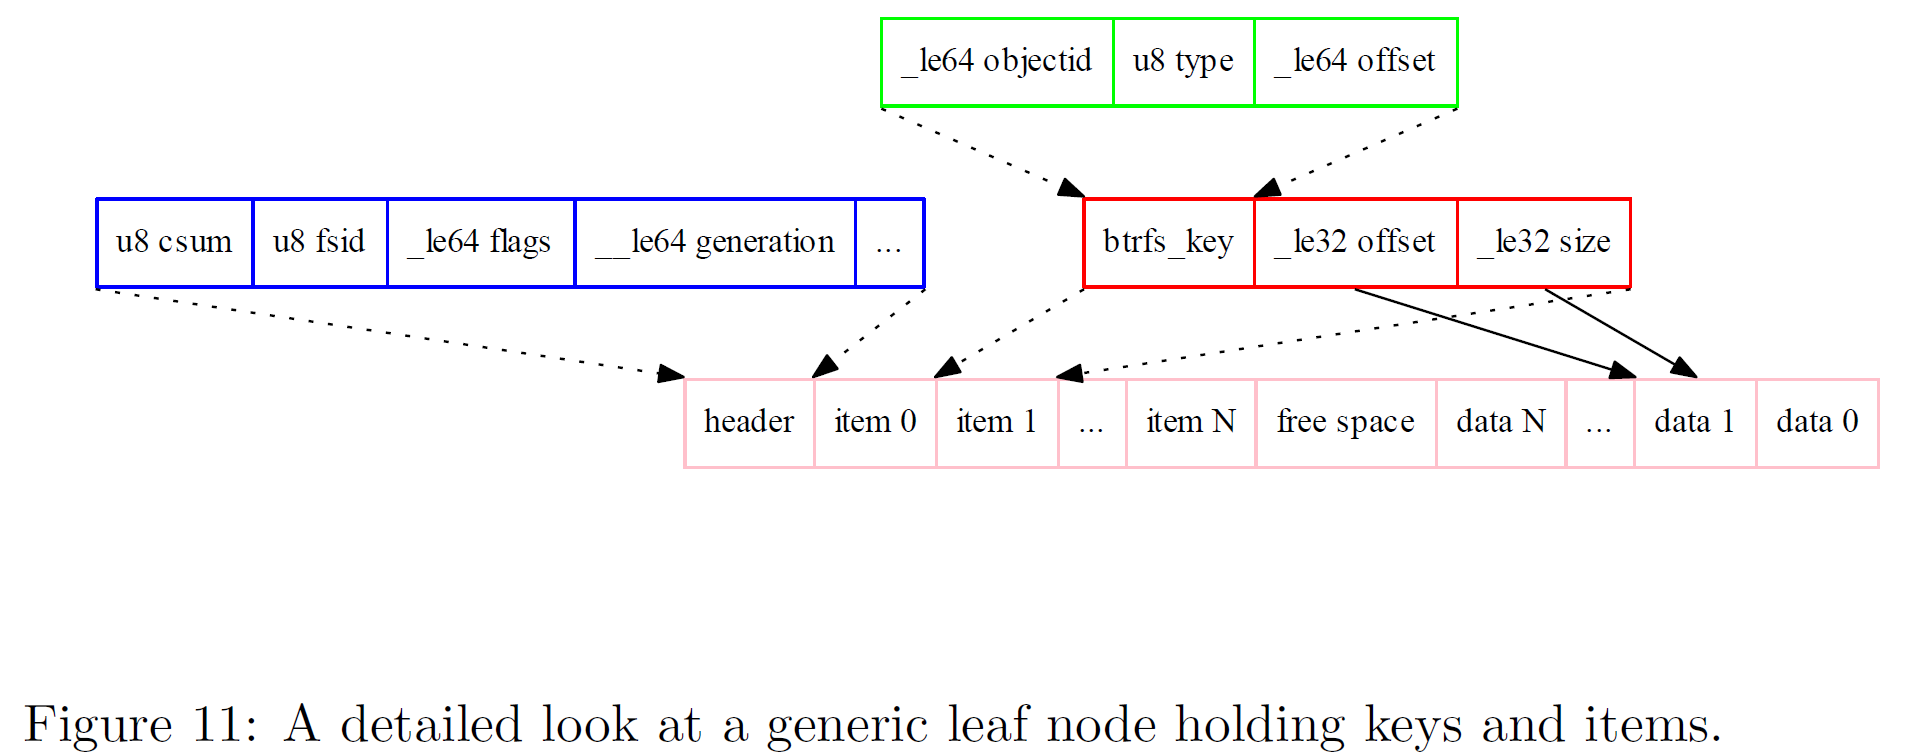 _le64 objectid u8 type _le64 offset
u8 csum u8 fsid _le64 flags __le64 generation ... btrfs_key _le32 offset _le32 size
header item 0 item 1 ... item N free space data N ... data 1 data 0
Figure 11: A detailed look at a generic leaf node holding keys and items.